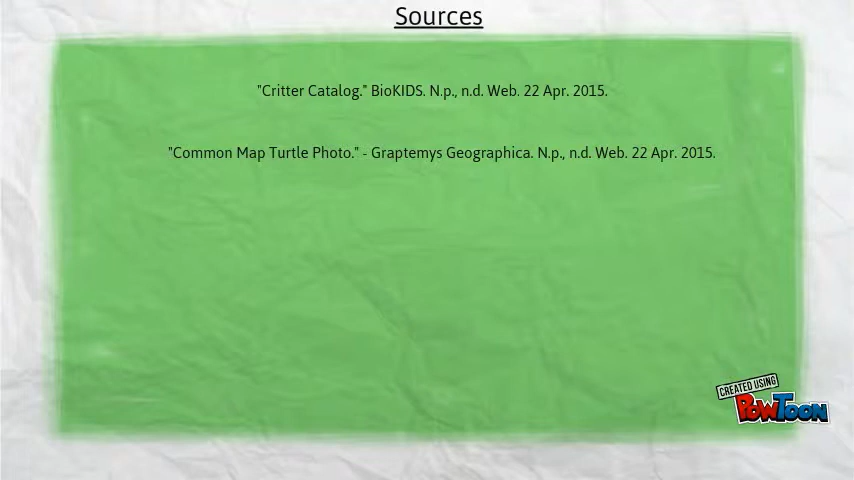 Sources
"Critter Catalog." BioKIDS. N.p., n.d. Web. 22 Apr. 2015.
"Common Map Turtle Photo." - Graptemys Geographica. N.p., n.d. Web. 22 Apr. 2015.
CREATED USING
POWTOON